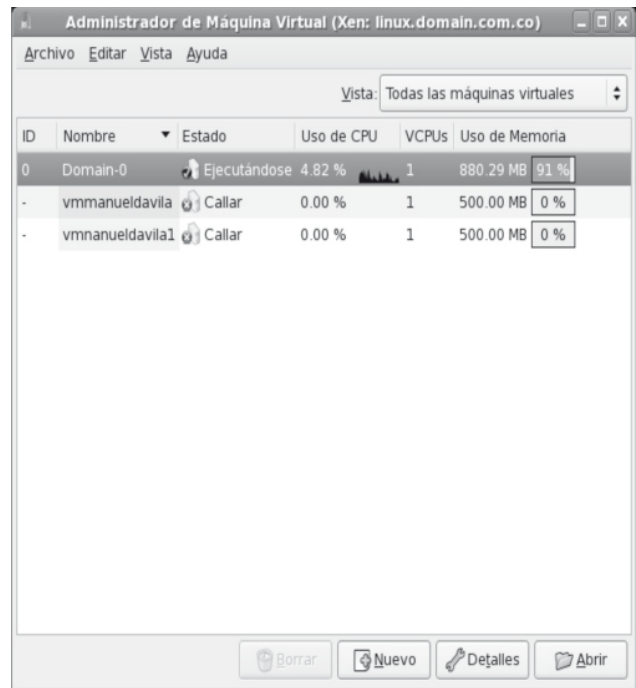 Administrador de Máquina Virtual (Xen: linux.domain.com.co)
Archivo Editar Vista Ayuda
Vista: Todas las máquinas virtuales
ID Nombre Estado Uso de CPU VCPUs Uso de Memoria
0 Domain-0 Ejecutándose 4.82 % 1 880.29 MB 91 %
- vmmanueldavila Callar 0.00 % 1 500.00 MB 0 %
- vmnanueldavila1 Callar 0.00 % 1 500.00 MB 0 %
Borrar Nuevo Detalles Abrir